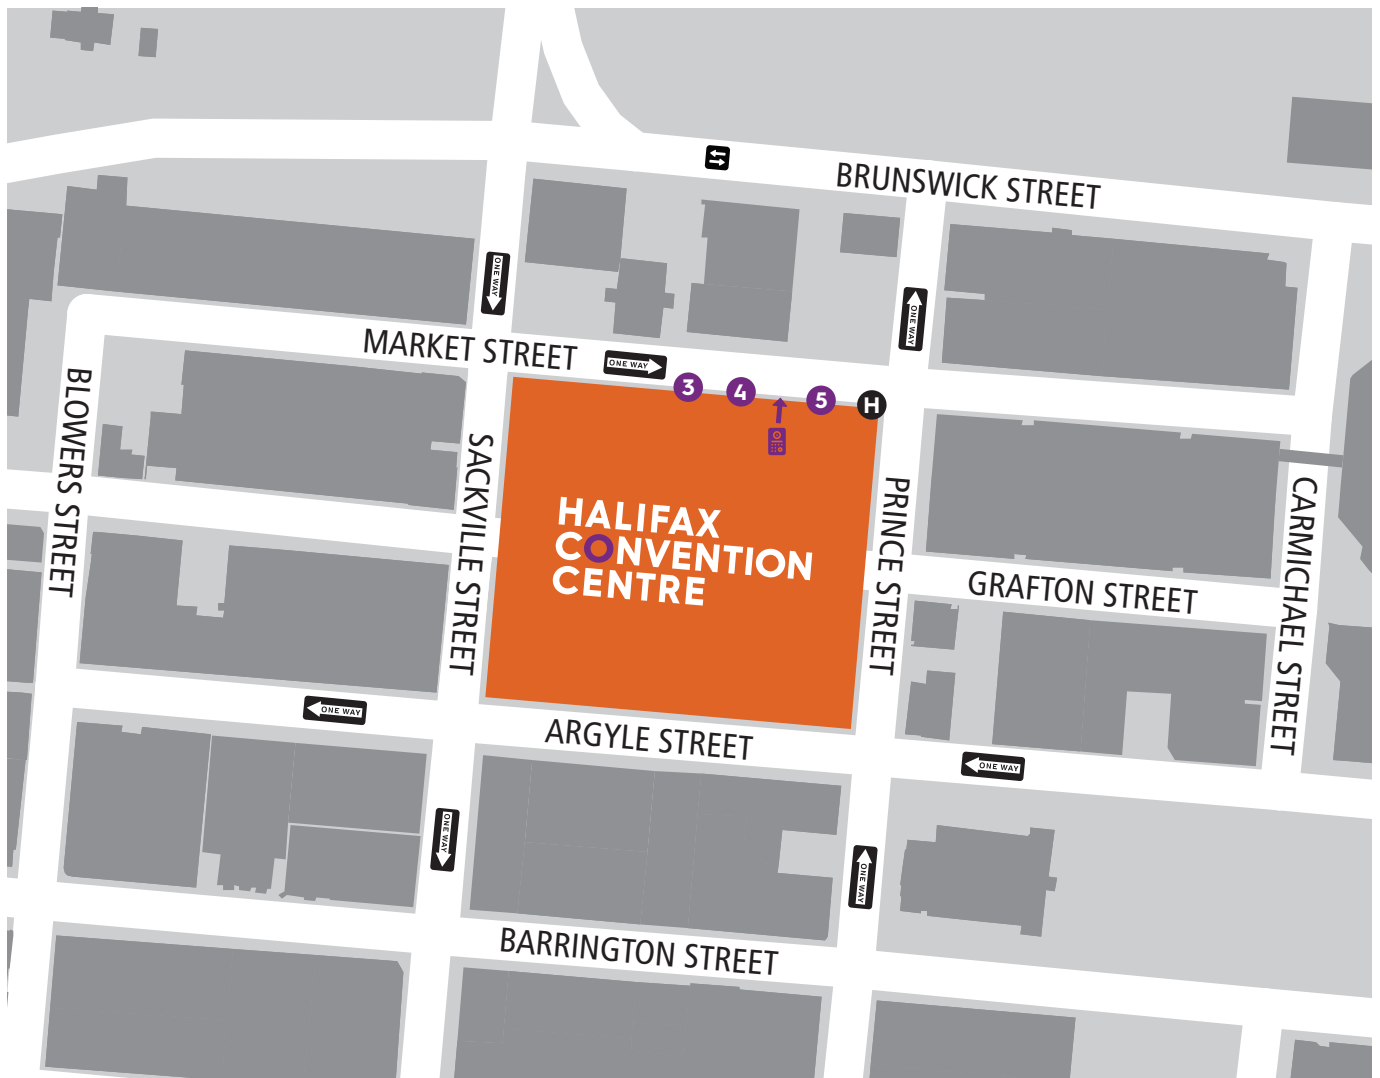 BRUNSWICK STREET
ONE WAY
ONE WAY
MARKET STREET
ONE WAY
3
4
5
H
BLOWERS STREET
SACKVILLE STREET
PRINCE STREET
CARMICHAEL STREET
HALIFAX
CONVENTION
CENTRE
GRAFTON STREET
ONE WAY
ARGYLE STREET
ONE WAY
ONE WAY
ONE WAY
BARRINGTON STREET